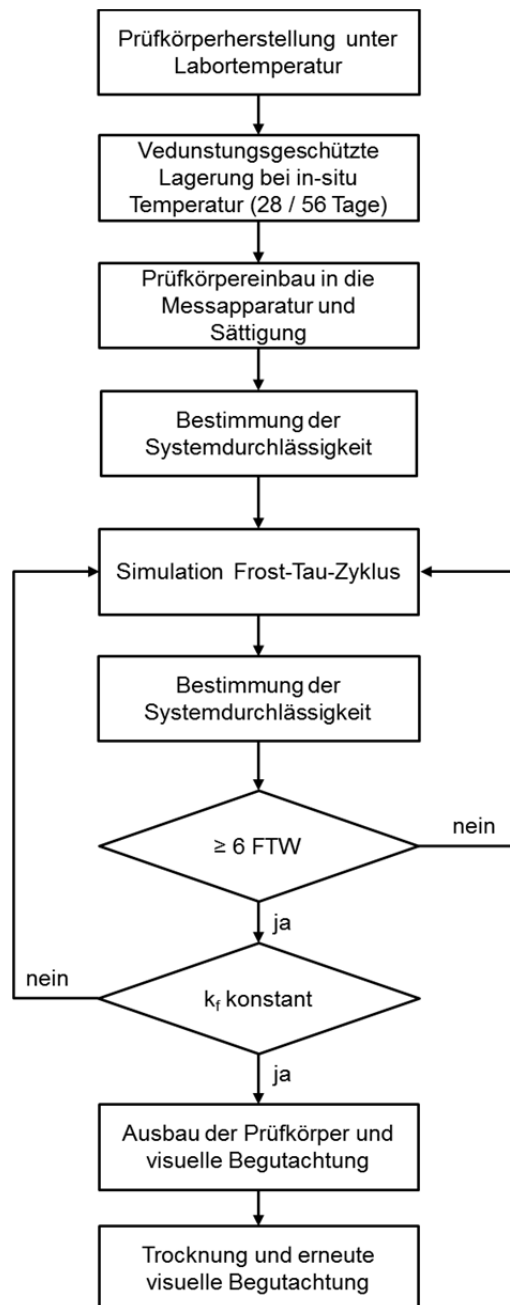 Prüfkörperherstellung unter
Labortemperatur
Vedunstungsgeschützte
Lagerung bei in-situ
Temperatur (28 / 56 Tage)
Prüfkörpereinbau in die
Messapparatur und
Sättigung
Bestimmung der
Systemdurchlässigkeit
Simulation Frost-Tau-Zyklus
Bestimmung der
Systemdurchlässigkeit
≥ 6 FTW
nein
ja
nein
kf konstant
ja
Ausbau der Prüfkörper und
visuelle Begutachtung
Trocknung und erneute
visuelle Begutachtung